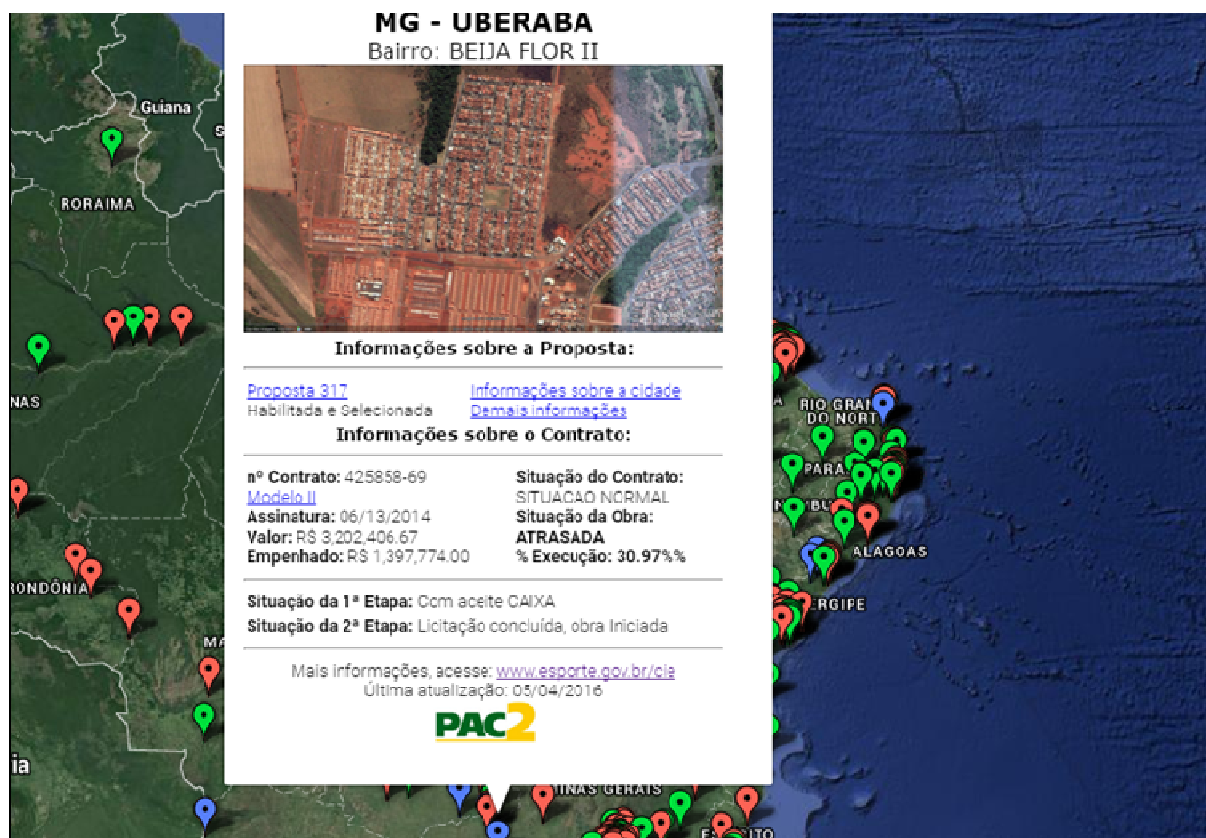 MG - UBERABA
Bairro: BEIJA FLOR II
Informações sobre a Proposta:
Proposta 317
Habilitada e Selecionada
Informações sobre a cidade
Demais informações
Informações sobre o Contrato:
nº Contrato: 425858-69
Modelo II
Assinatura: 06/13/2014
Valor: R$ 3,202,406.67
Empenhado: R$ 1,397,774.00
Situação do Contrato:
SITUACAO NORMAL
Situação da Obra:
ATRASADA
% Execução: 30.97%%
Situação da 1ª Etapa: Com aceite CAIXA
Situação da 2ª Etapa: Licitação concluída, obra Iniciada
Mais informações, acesse: www.esporte.gov.br/cie
Última atualização: 05/04/2016
PAC2
Guiana
S
RORAIMA
NAS
RONDÔNIA
MA
ia
RIO GRAN
DO NORT
PARA
ALAGOAS
ERGIPE
MINAS GERAIS